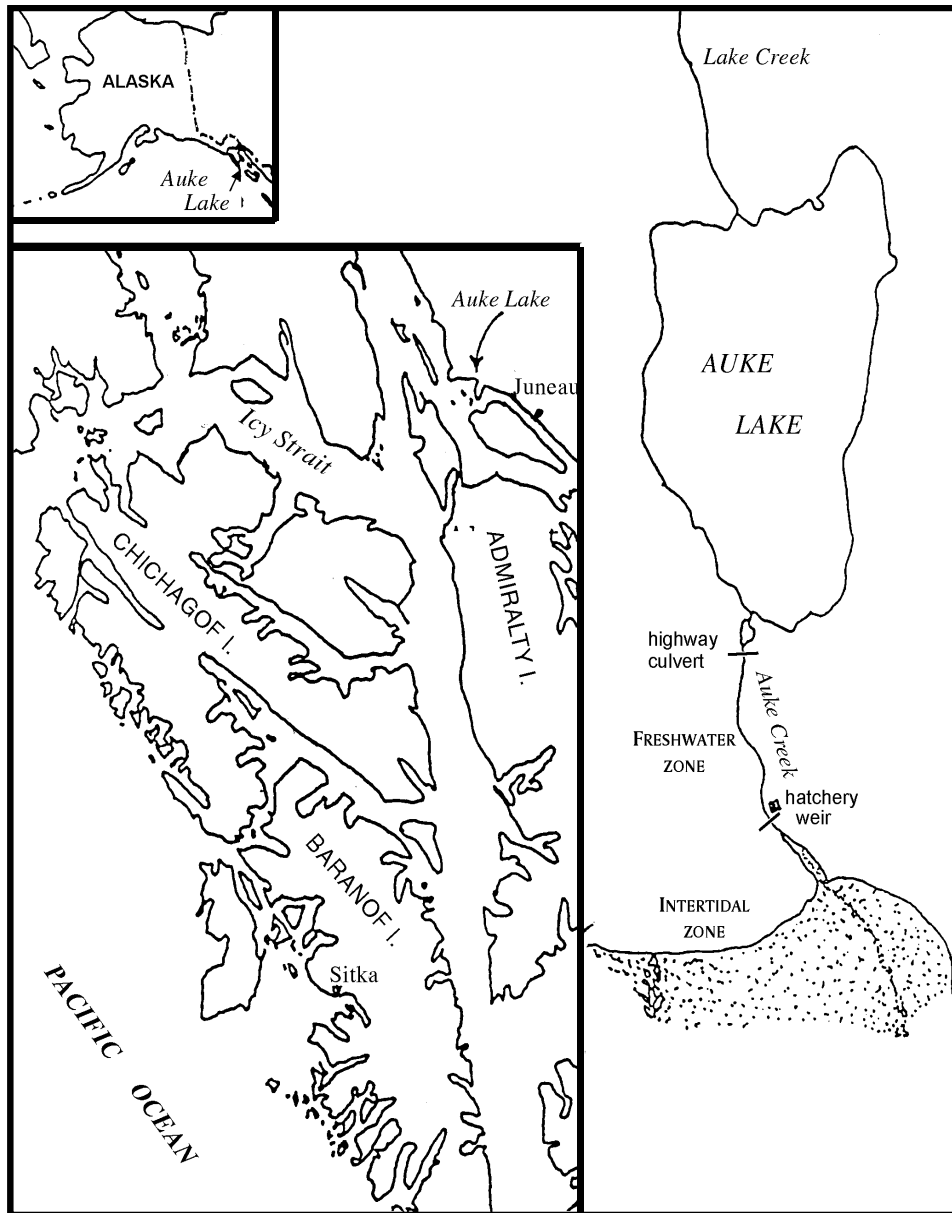 ALASKA
Auke
Lake
Auke Lake
Juneau
Icy Strait
CHICHAGOF I.
ADMIRALTY I.
BARANOF I.
Sitka
PACIFIC OCEAN
Lake Creek
AUKE
LAKE
highway
culvert
Auke Creek
FRESHWATER
ZONE
hatchery
weir
INTERTIDAL
ZONE